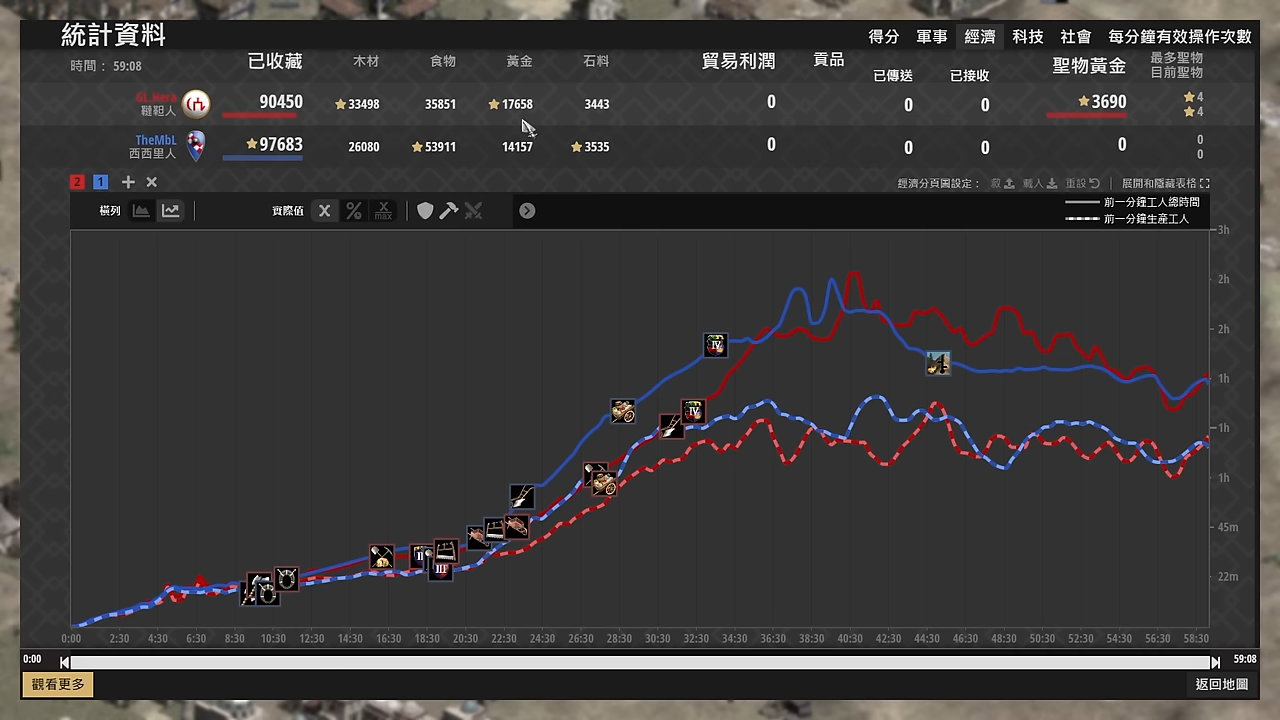 統計資料
得分 軍事 經濟 科技 社會 每分鐘有效操作次數
時間： 59:08
已收藏 木材 食物 黃金 石料 貿易利潤 貢品 已傳送 已接收 聖物黃金 最多聖物 目前聖物
GL.Hera
韃靼人
90450 33498 35851 17658 3443 0 0 0 3690 4 4
TheMbL
西西里人
97683 26080 53911 14157 3535 0 0 0 0 0 0
2 1
經濟分頁圖設定： 載入 重設 展開和隱藏表格
橫列 實際值 X % X max
前一分鐘工人總時間
前一分鐘生產工人
3h
2h
2h
1h
1h
1h
45m
22m
IV
IV
II
III
0:00 2:30 4:30 6:30 8:30 10:30 12:30 14:30 16:30 18:30 20:30 22:30 24:30 26:30 28:30 30:30 32:30 34:30 36:30 38:30 40:30 42:30 44:30 46:30 48:30 50:30 52:30 54:30 56:30 58:30
0:00 59:08
觀看更多 返回地圖